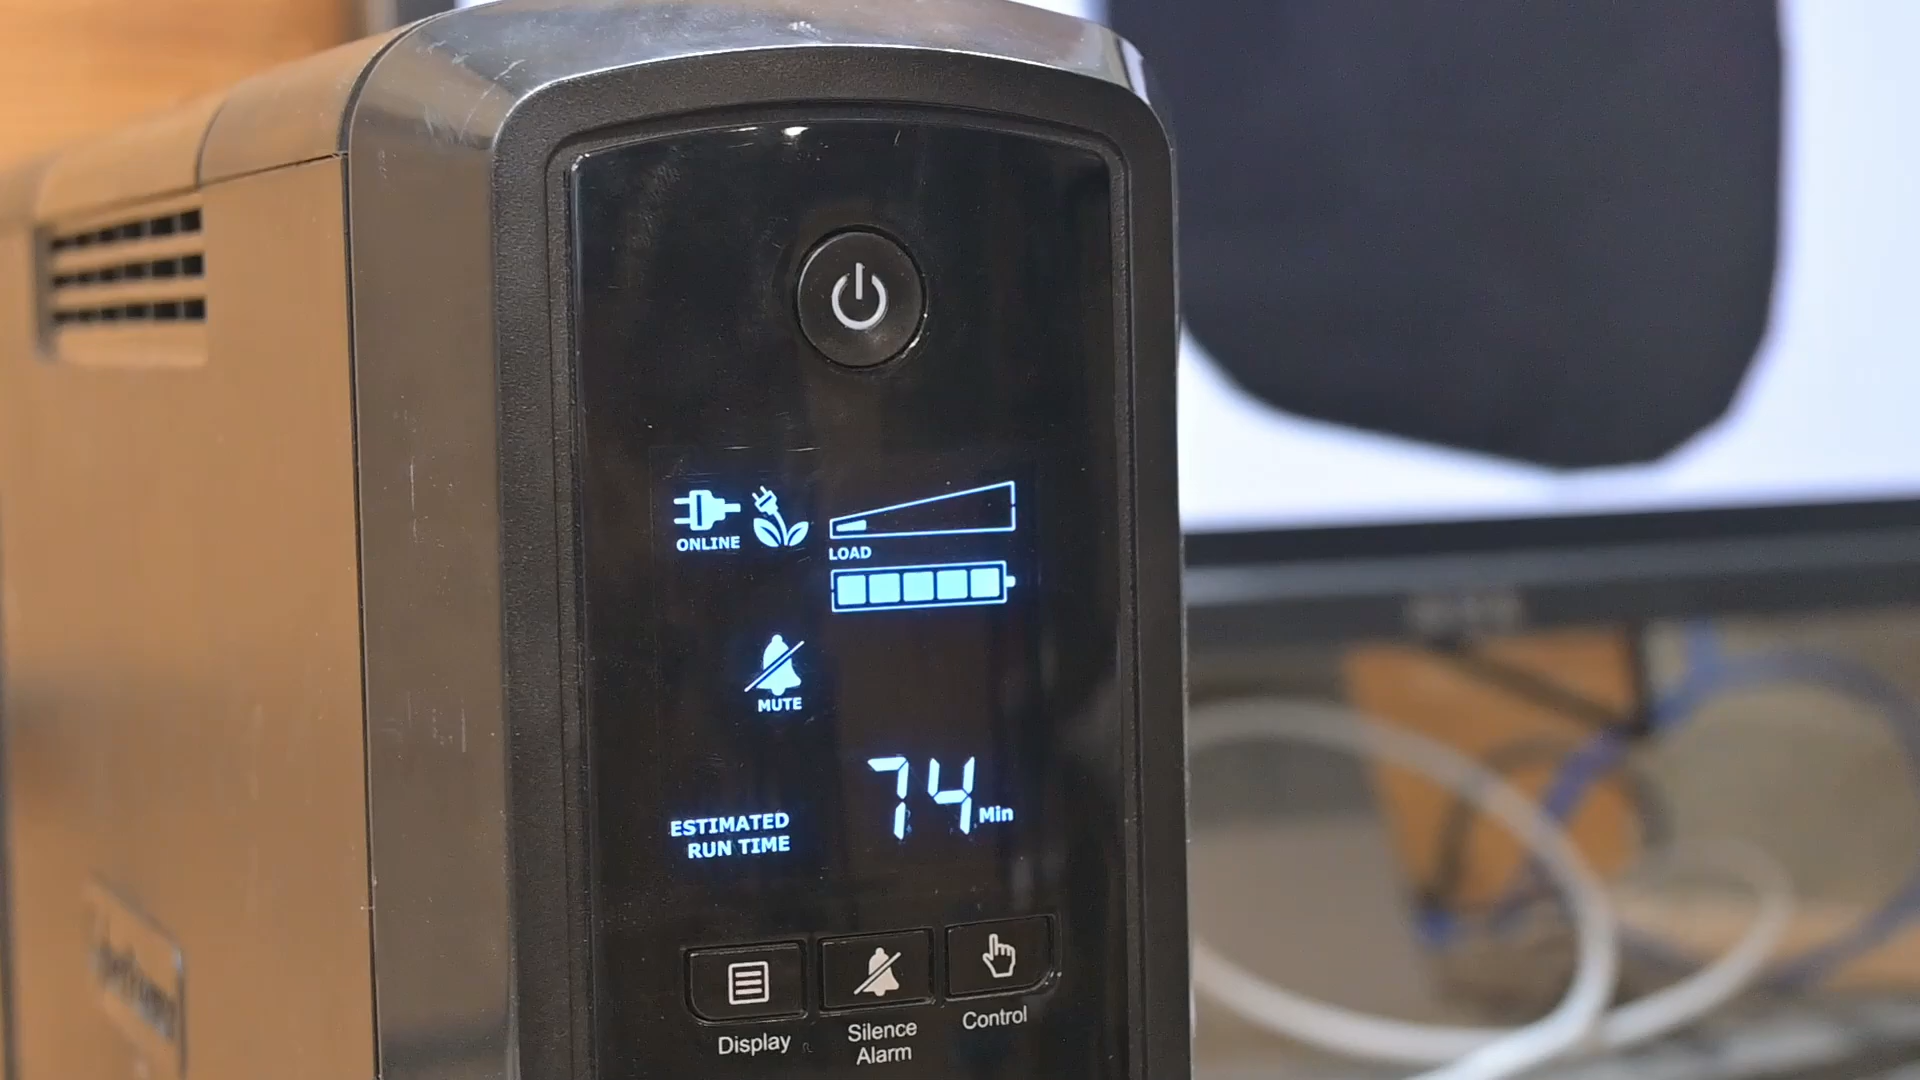 ONLINE
LOAD
MUTE
74 Min
ESTIMATED
RUN TIME
Display
Silence
Alarm
Control